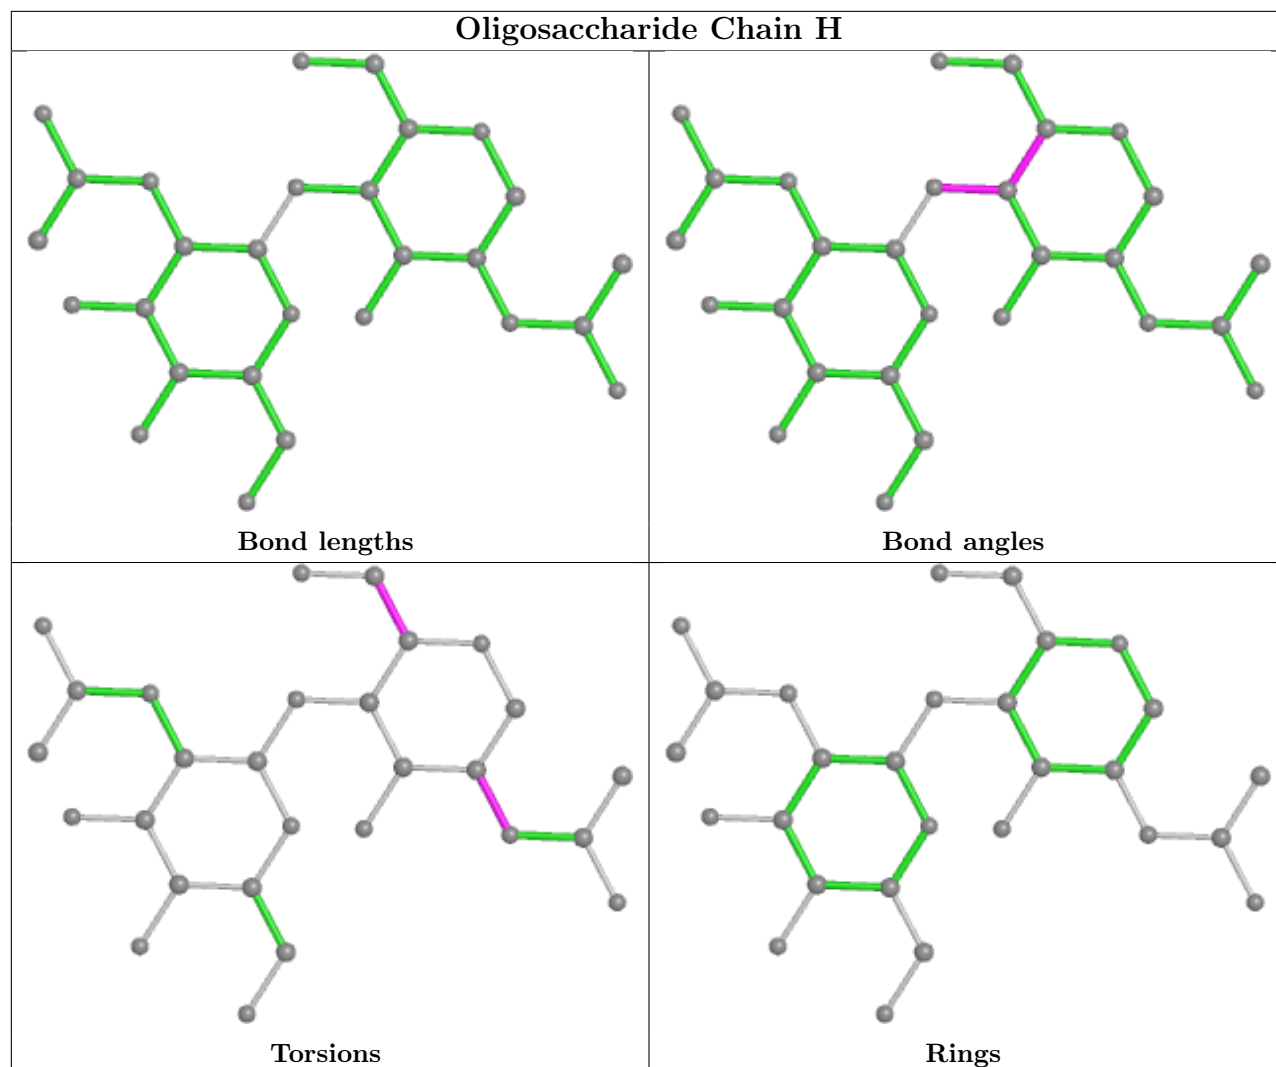 Oligosaccharide Chain H
Bond lengths
Bond angles
Torsions
Rings